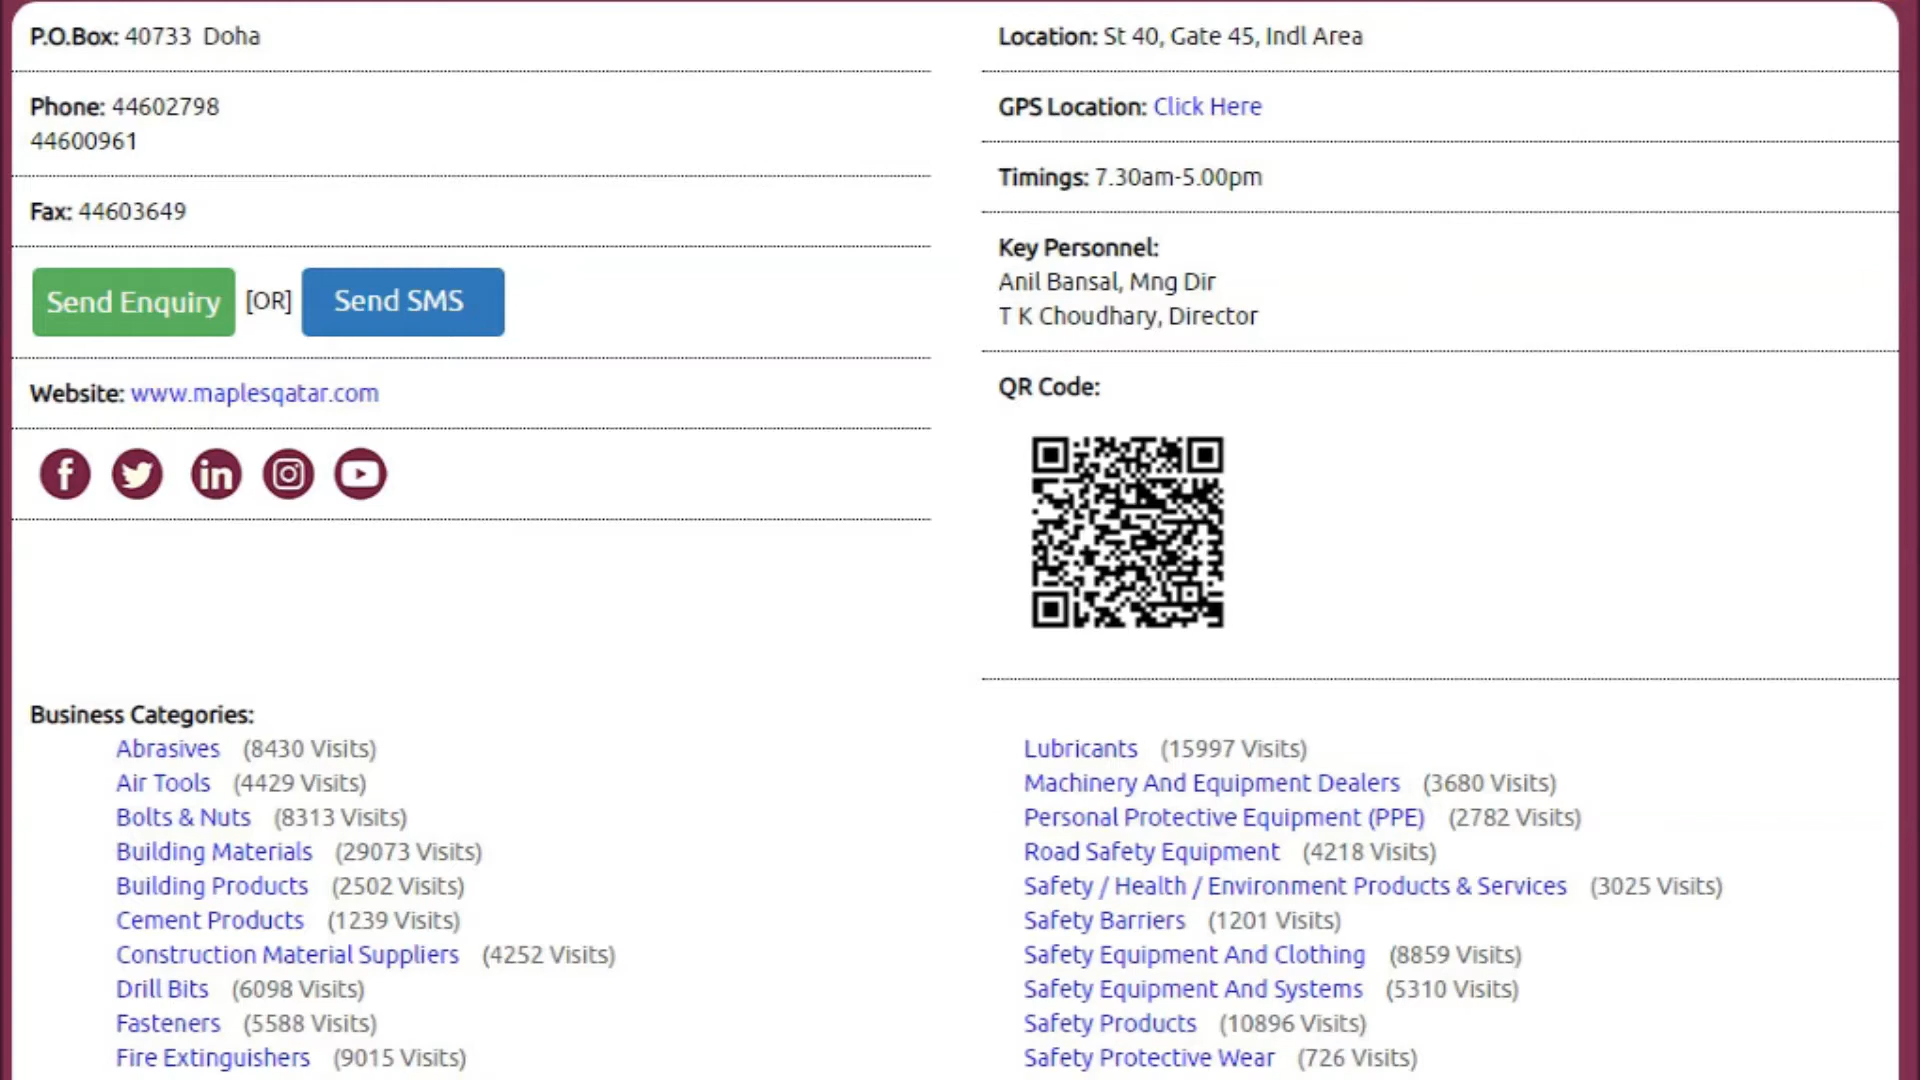 P.O.Box: 40733 Doha
Phone: 44602798
44600961
Fax: 44603649
Send Enquiry [OR] Send SMS
Website: www.maplesqatar.com
Location: St 40, Gate 45, Indl Area
GPS Location: Click Here
Timings: 7.30am-5.00pm
Key Personnel:
Anil Bansal, Mng Dir
T K Choudhary, Director
QR Code:
Business Categories:
Abrasives (8430 Visits)
Air Tools (4429 Visits)
Bolts & Nuts (8313 Visits)
Building Materials (29073 Visits)
Building Products (2502 Visits)
Cement Products (1239 Visits)
Construction Material Suppliers (4252 Visits)
Drill Bits (6098 Visits)
Fasteners (5588 Visits)
Fire Extinguishers (9015 Visits)
Lubricants (15997 Visits)
Machinery And Equipment Dealers (3680 Visits)
Personal Protective Equipment (PPE) (2782 Visits)
Road Safety Equipment (4218 Visits)
Safety / Health / Environment Products & Services (3025 Visits)
Safety Barriers (1201 Visits)
Safety Equipment And Clothing (8859 Visits)
Safety Equipment And Systems (5310 Visits)
Safety Products (10896 Visits)
Safety Protective Wear (726 Visits)